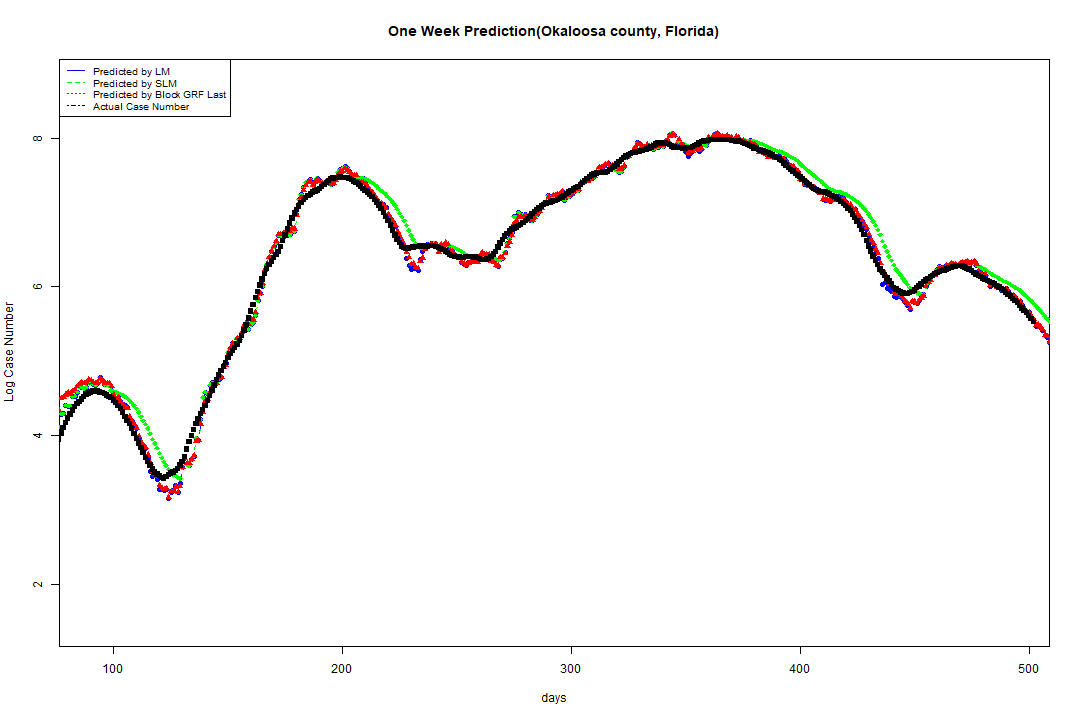 One Week Prediction(Okaloosa county, Florida)
Predicted by LM
Predicted by SLM
Predicted by Block GRF Last
Actual Case Number
8
6
4
2
Log Case Number
100 200 300 400 500
days